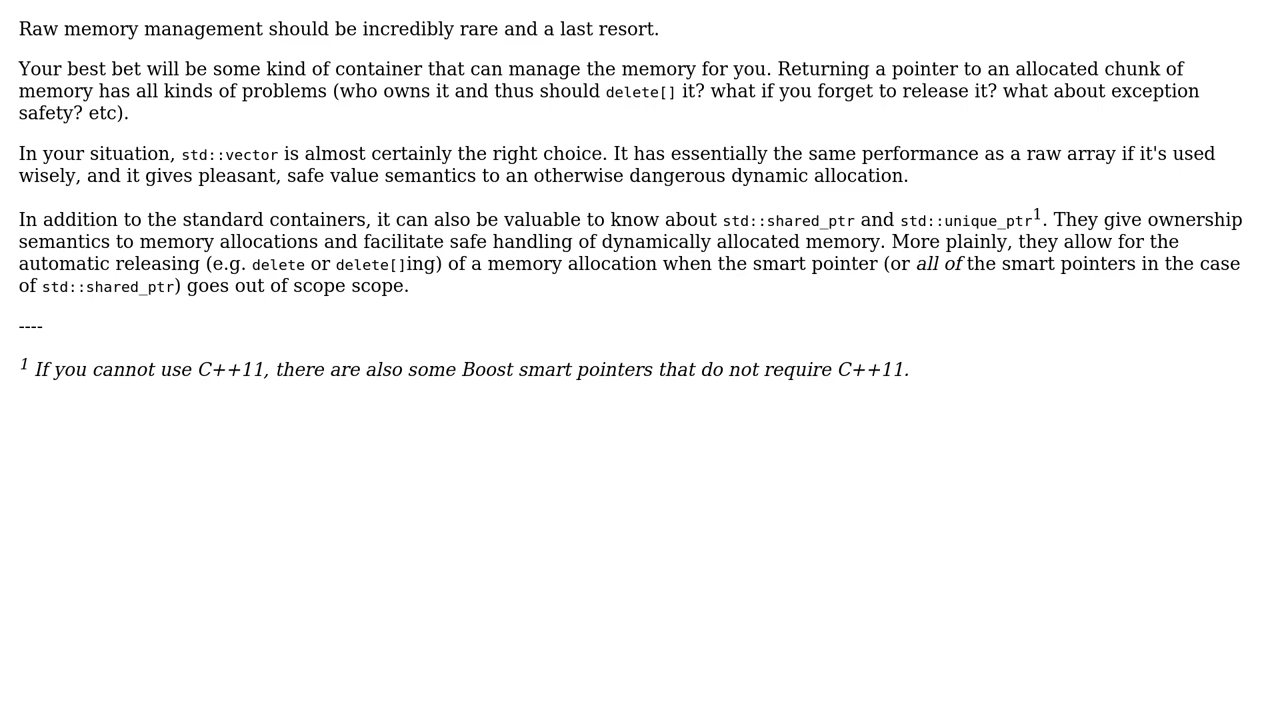 Raw memory management should be incredibly rare and a last resort.
Your best bet will be some kind of container that can manage the memory for you. Returning a pointer to an allocated chunk of
memory has all kinds of problems (who owns it and thus should delete[] it? what if you forget to release it? what about exception
safety? etc).
In your situation, std::vector is almost certainly the right choice. It has essentially the same performance as a raw array if it's used
wisely, and it gives pleasant, safe value semantics to an otherwise dangerous dynamic allocation.
In addition to the standard containers, it can also be valuable to know about std::shared_ptr and std::unique_ptr1. They give ownership
semantics to memory allocations and facilitate safe handling of dynamically allocated memory. More plainly, they allow for the
automatic releasing (e.g. delete or delete[]ing) of a memory allocation when the smart pointer (or all of the smart pointers in the case
of std::shared_ptr) goes out of scope scope.
----
1 If you cannot use C++11, there are also some Boost smart pointers that do not require C++11.